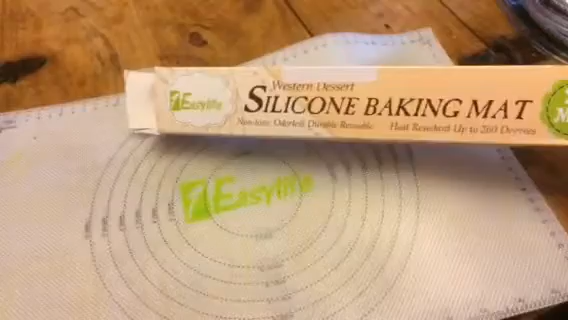 Western Dessert
Easylife
SILICONE BAKING MAT
Non-toxic Odorless Durable Reusable Heat Resistant Up to 260 Degrees
Easylife